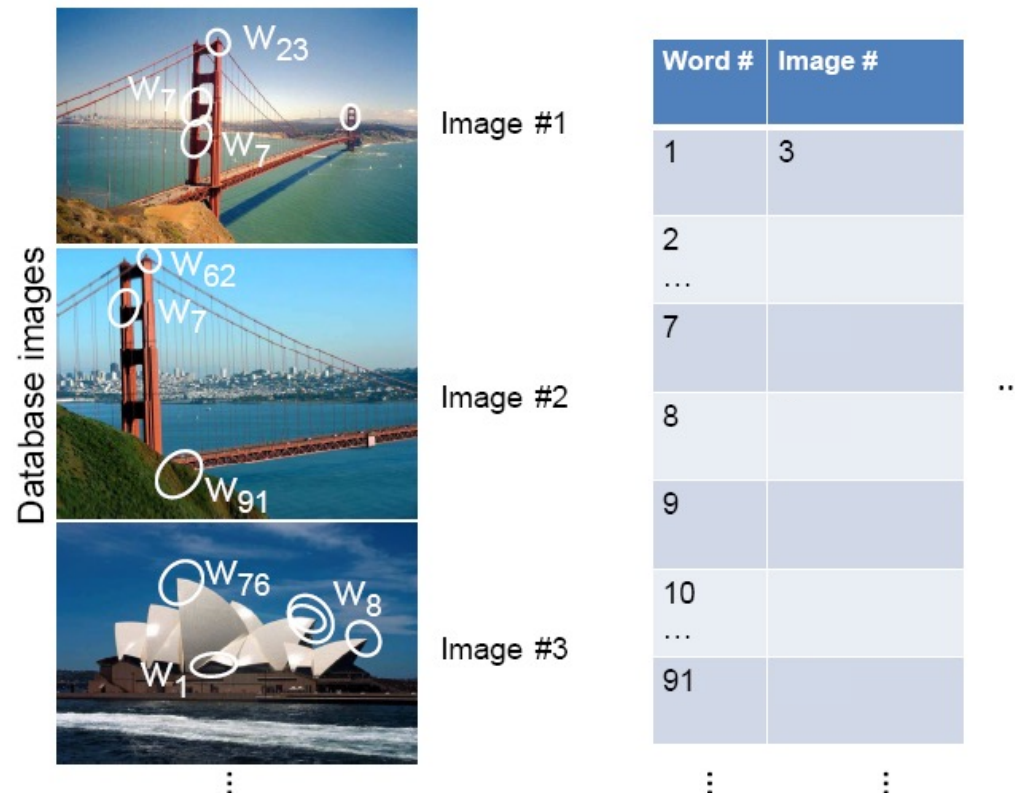 Database images
W23
W7
W7
Image #1
W62
W7
W91
Image #2
W76
W8
W1
Image #3
⋮
Word # Image #
1 3
2
…
7
8
9
10
…
91
⋮ ⋮
..